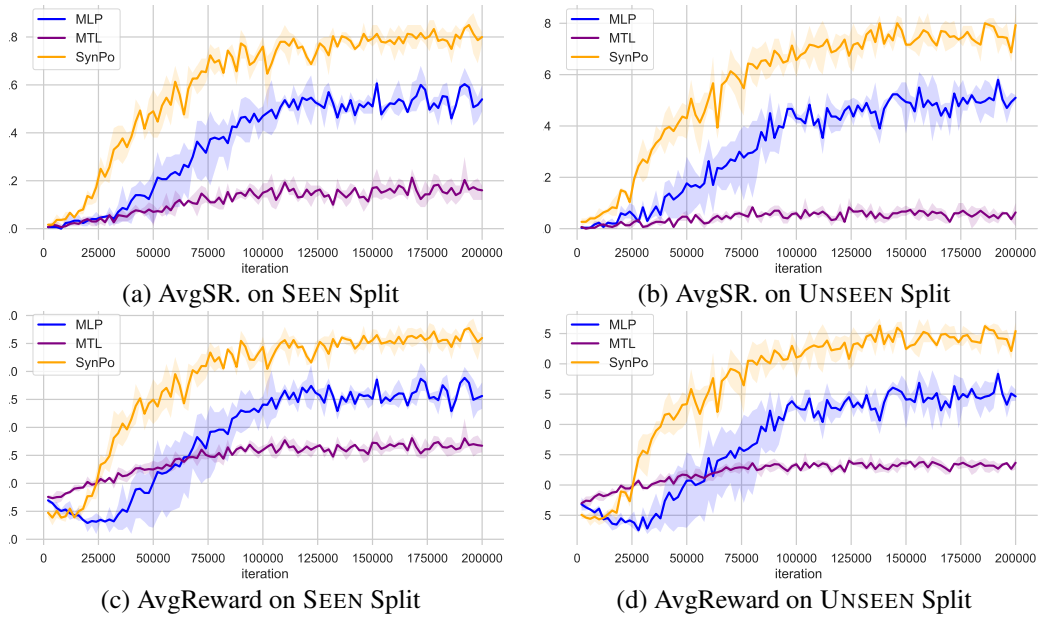 MLP
MTL
SynPo
.8
.6
.4
.2
.0
0 25000 50000 75000 100000 125000 150000 175000 200000
iteration
(a) AvgSR. on SEEN Split
MLP
MTL
SynPo
8
6
4
2
0
0 25000 50000 75000 100000 125000 150000 175000 200000
iteration
(b) AvgSR. on UNSEEN Split
MLP
MTL
SynPo
.0
.5
.0
.5
.0
.5
.0
.5
.0
0 25000 50000 75000 100000 125000 150000 175000 200000
iteration
(c) AvgReward on SEEN Split
MLP
MTL
SynPo
5
0
5
0
5
0 25000 50000 75000 100000 125000 150000 175000 200000
iteration
(d) AvgReward on UNSEEN Split